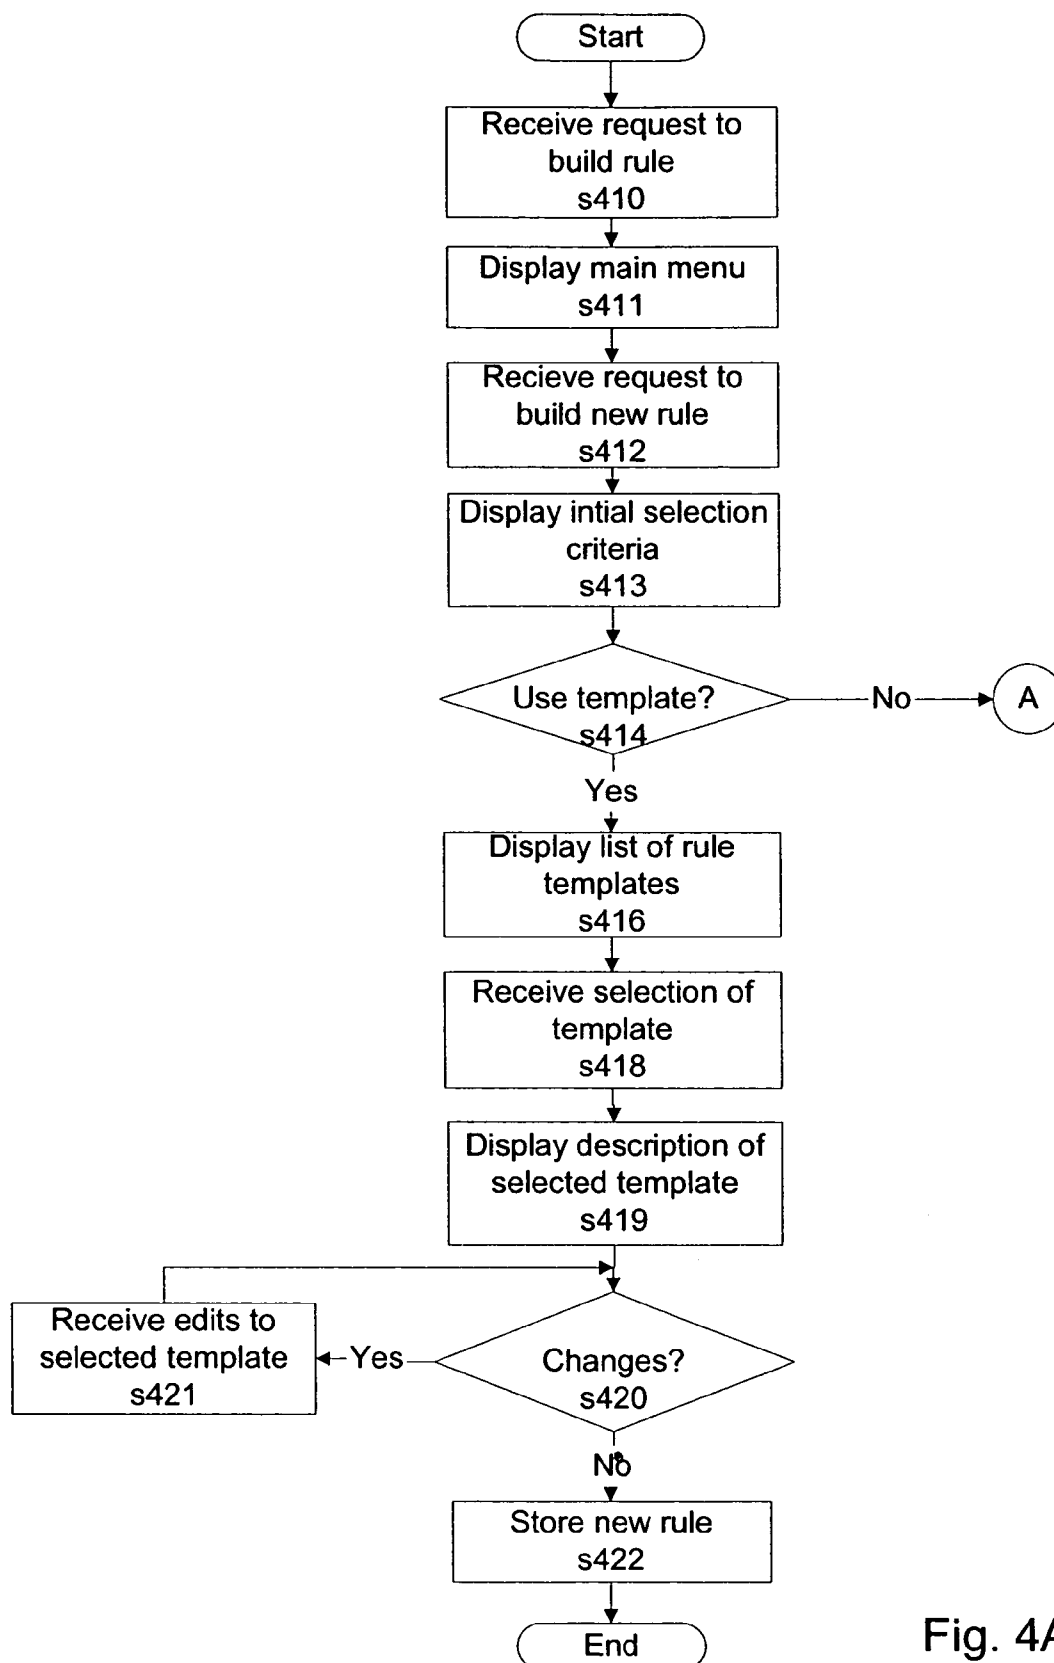 Start
Receive request to
build rule
s410
Display main menu
s411
Recieve request to
build new rule
s412
Display intial selection
criteria
s413
Use template?
s414
No
A
Yes
Display list of rule
templates
s416
Receive selection of
template
s418
Display description of
selected template
s419
Receive edits to
selected template
s421
Yes
Changes?
s420
No
Store new rule
s422
End
Fig. 4A